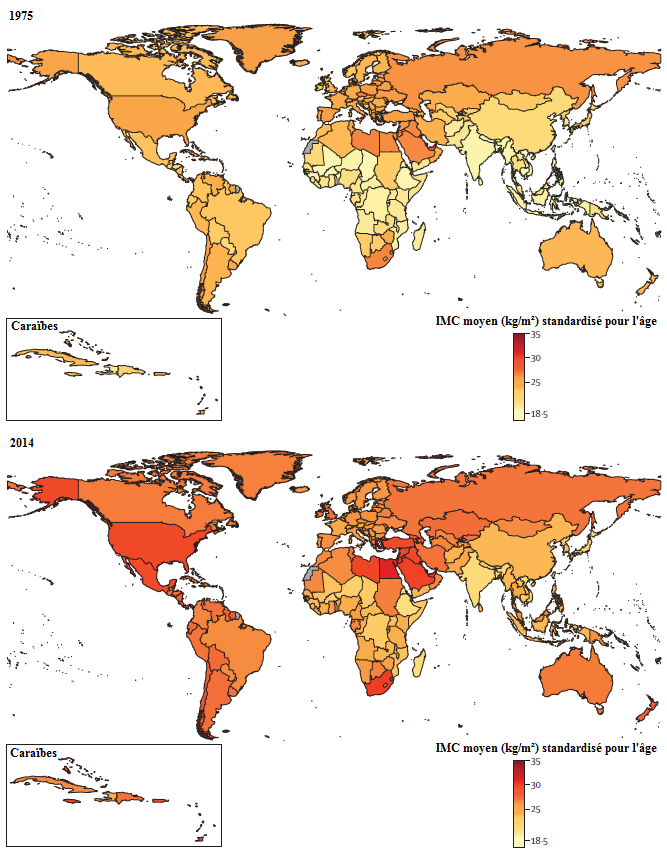 1975
Caraïbes
IMC moyen (kg/m²) standardisé pour l'âge
35
30
25
18·5
2014
Caraïbes
IMC moyen (kg/m²) standardisé pour l'âge
35
30
25
18·5